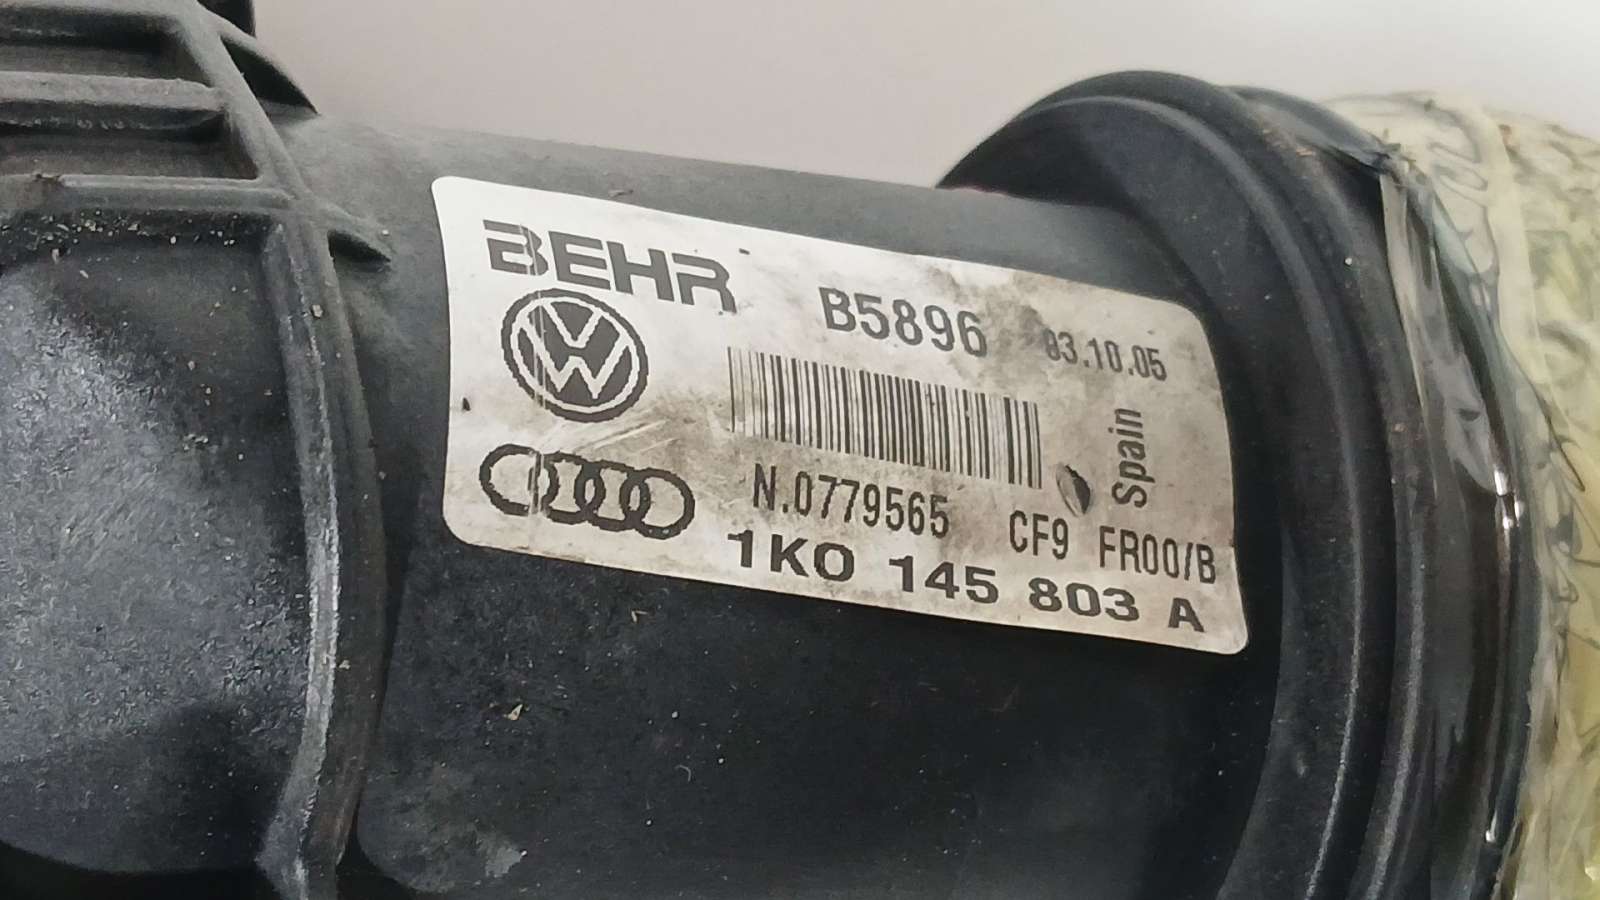 BEHR
B5896 03.10.05
Spain
N.0779565 CF9 FR00/B
1K0 145 803 A